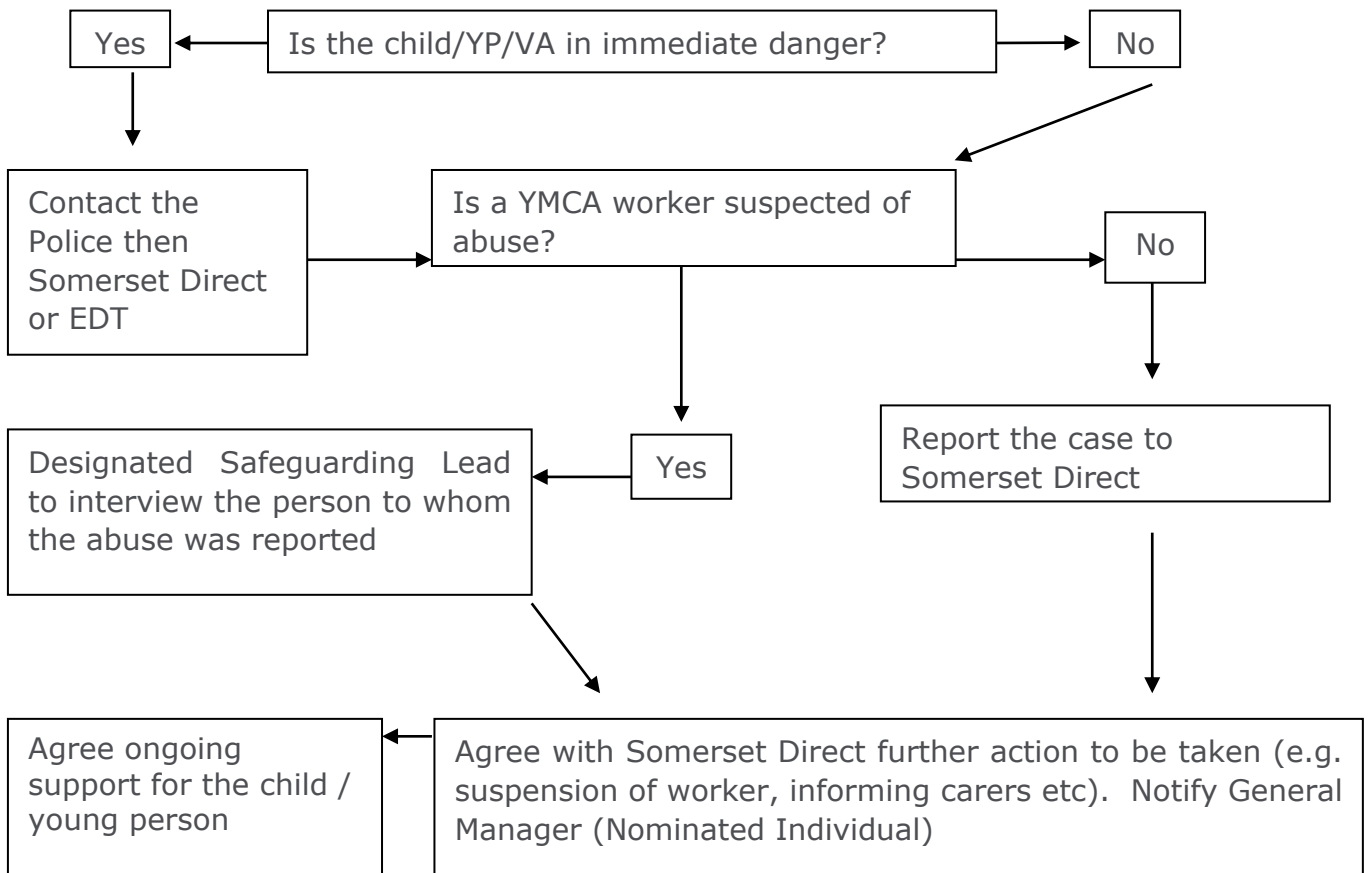 Yes
Is the child/YP/VA in immediate danger?
No
Contact the
Police then
Somerset Direct
or EDT
Is a YMCA worker suspected of
abuse?
No
Designated Safeguarding Lead
to interview the person to whom
the abuse was reported
Yes
Report the case to
Somerset Direct
Agree ongoing
support for the child /
young person
Agree with Somerset Direct further action to be taken (e.g.
suspension of worker, informing carers etc). Notify General
Manager (Nominated Individual)